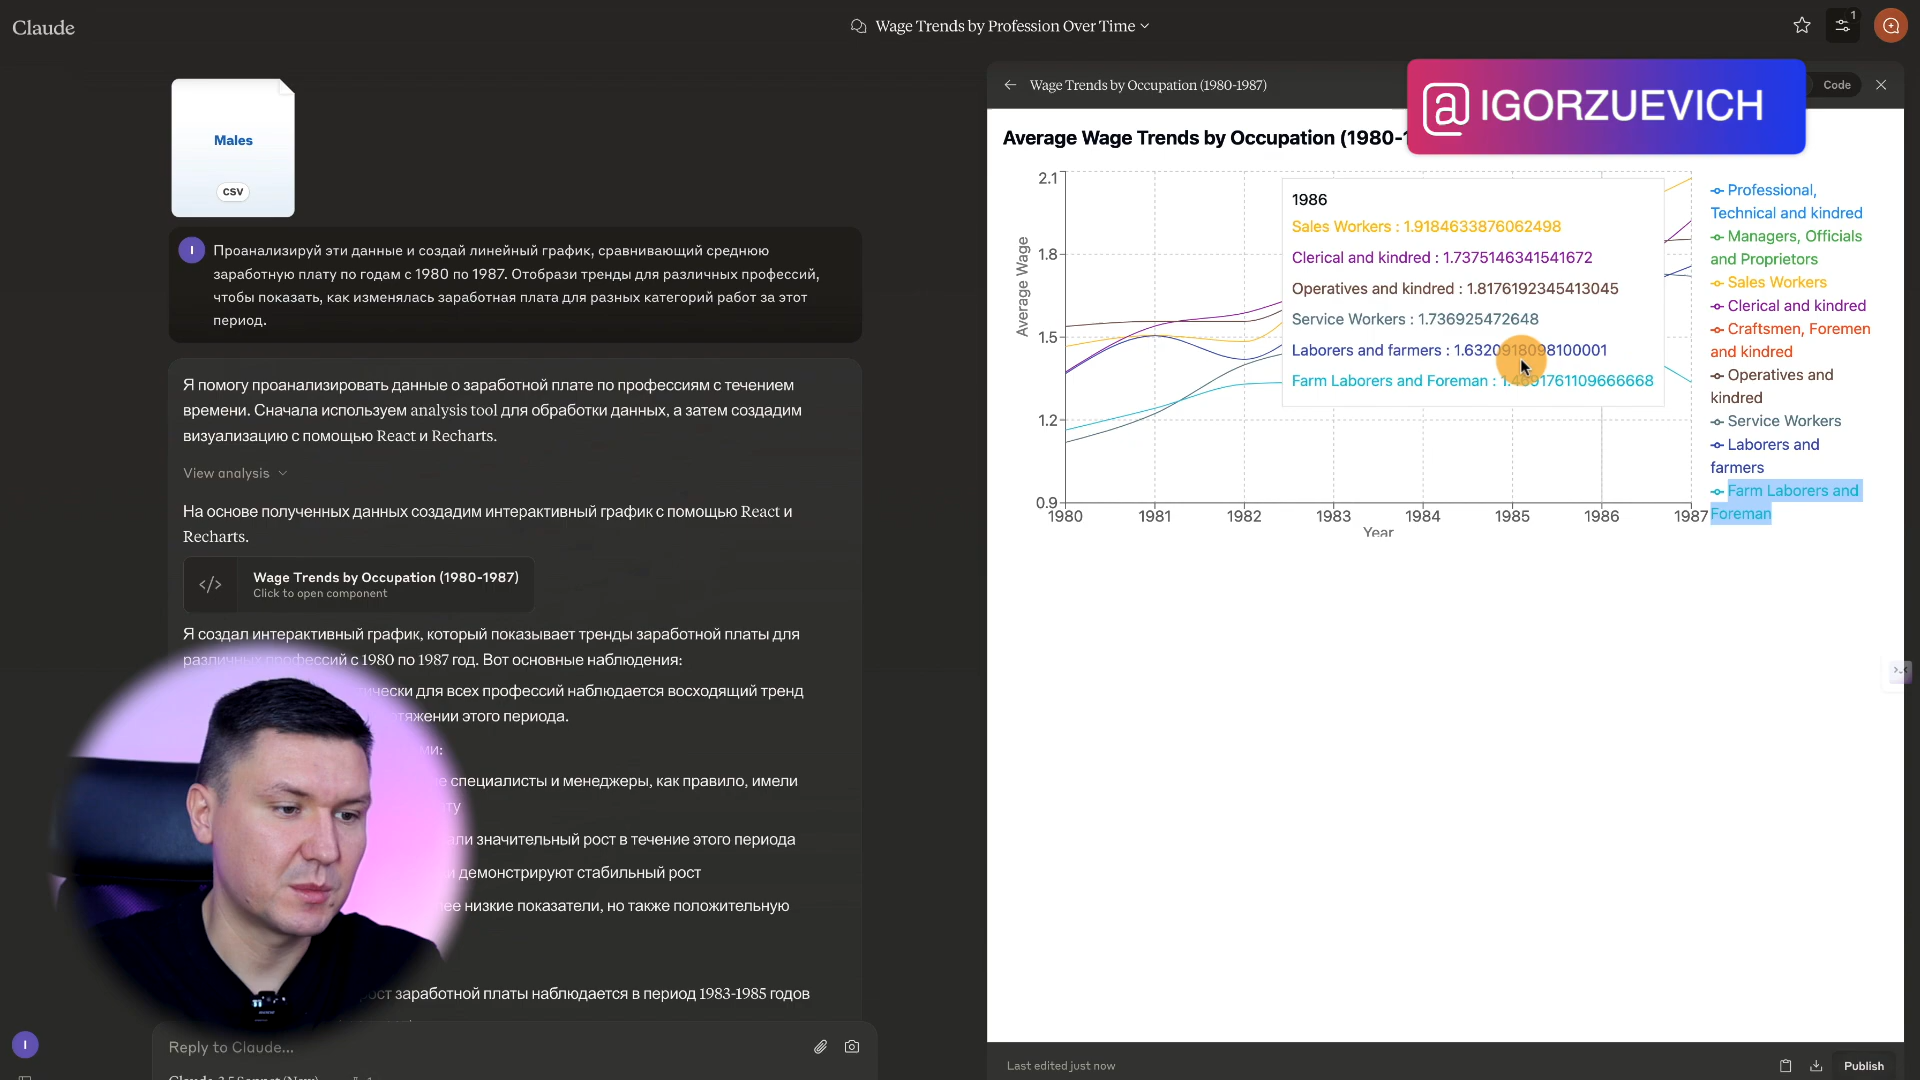 Claude
Wage Trends by Profession Over Time
1
Males
CSV
I
Проанализируй эти данные и создай линейный график, сравнивающий среднюю
заработную плату по годам с 1980 по 1987. Отобрази тренды для различных профессий,
чтобы показать, как изменялась заработная плата для разных категорий работ за этот
период.
Я помогу проанализировать данные о заработной плате по профессиям с течением
времени. Сначала используем analysis tool для обработки данных, а затем создадим
визуализацию с помощью React и Recharts.
View analysis
На основе полученных данных создадим интерактивный график с помощью React и
Recharts.
</>
Wage Trends by Occupation (1980-1987)
Click to open component
Я создал интерактивный график, который показывает тренды заработной платы для
различных профессий с 1980 по 1987 год. Вот основные наблюдения:
для всех профессий наблюдается восходящий тренд
этого периода.
специалисты и менеджеры, как правило, имели
значительный рост в течение этого периода
демонстрируют стабильный рост
низкие показатели, но также положительную
заработной платы наблюдается в период 1983-1985 годов
I
Reply to Claude...
Wage Trends by Occupation (1980-1987)
@IGORZUEVICH
Code
Average Wage Trends by Occupation (1980-1
2.1
1.8
1.5
1.2
0.9
Average Wage
1986
Sales Workers : 1.9184633876062498
Clerical and kindred : 1.7375146341541672
Operatives and kindred : 1.8176192345413045
Service Workers : 1.736925472648
Laborers and farmers : 1.6320918098100001
Farm Laborers and Foreman : 1.4891761109666668
1980 1981 1982 1983 1984 1985 1986 1987
Year
Professional,
Technical and kindred
Managers, Officials
and Proprietors
Sales Workers
Clerical and kindred
Craftsmen, Foremen
and kindred
Operatives and
kindred
Service Workers
Laborers and
farmers
Farm Laborers and
Foreman
Last edited just now
Publish